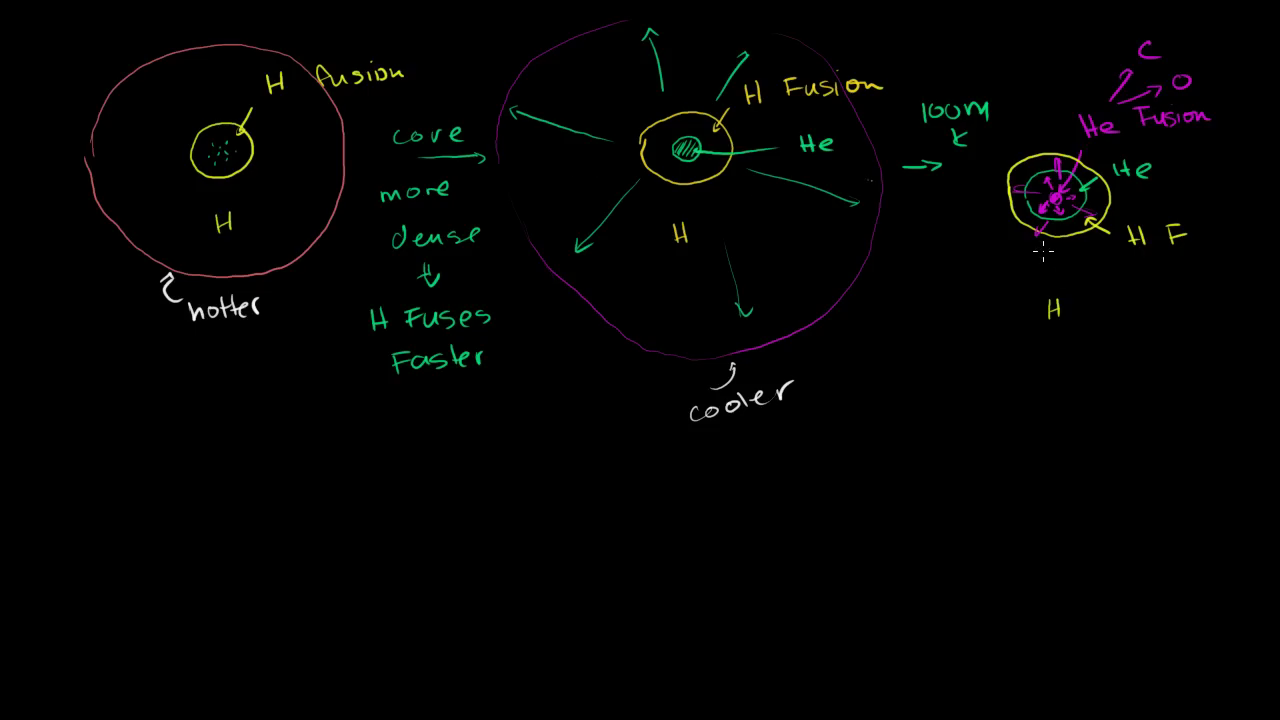 H fusion
H
hotter
core
more
dense
H Fuses
Faster
H Fusion
He
H
cooler
100M
K
C
O
He Fusion
He
H F
H